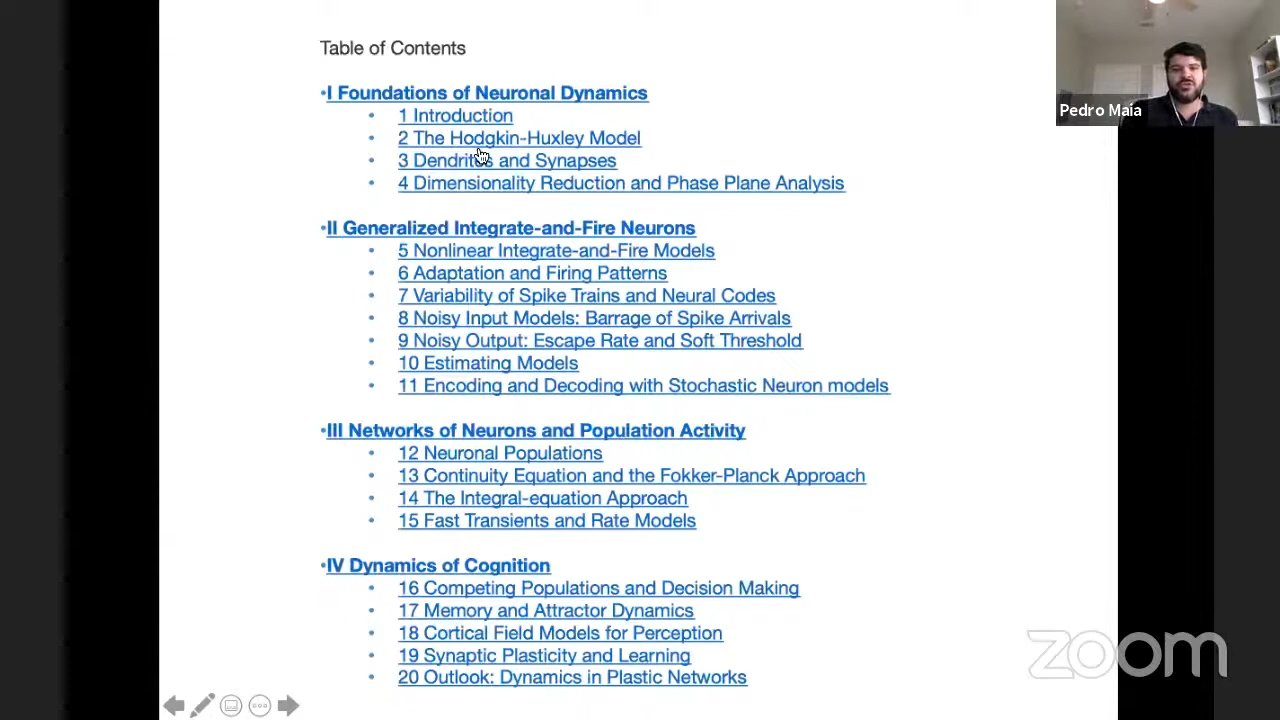 Table of Contents
•I Foundations of Neuronal Dynamics
• 1 Introduction
• 2 The Hodgkin-Huxley Model
• 3 Dendrites and Synapses
• 4 Dimensionality Reduction and Phase Plane Analysis
•II Generalized Integrate-and-Fire Neurons
• 5 Nonlinear Integrate-and-Fire Models
• 6 Adaptation and Firing Patterns
• 7 Variability of Spike Trains and Neural Codes
• 8 Noisy Input Models: Barrage of Spike Arrivals
• 9 Noisy Output: Escape Rate and Soft Threshold
• 10 Estimating Models
• 11 Encoding and Decoding with Stochastic Neuron models
•III Networks of Neurons and Population Activity
• 12 Neuronal Populations
• 13 Continuity Equation and the Fokker-Planck Approach
• 14 The Integral-equation Approach
• 15 Fast Transients and Rate Models
•IV Dynamics of Cognition
• 16 Competing Populations and Decision Making
• 17 Memory and Attractor Dynamics
• 18 Cortical Field Models for Perception
• 19 Synaptic Plasticity and Learning
• 20 Outlook: Dynamics in Plastic Networks
Pedro Maia
zoom